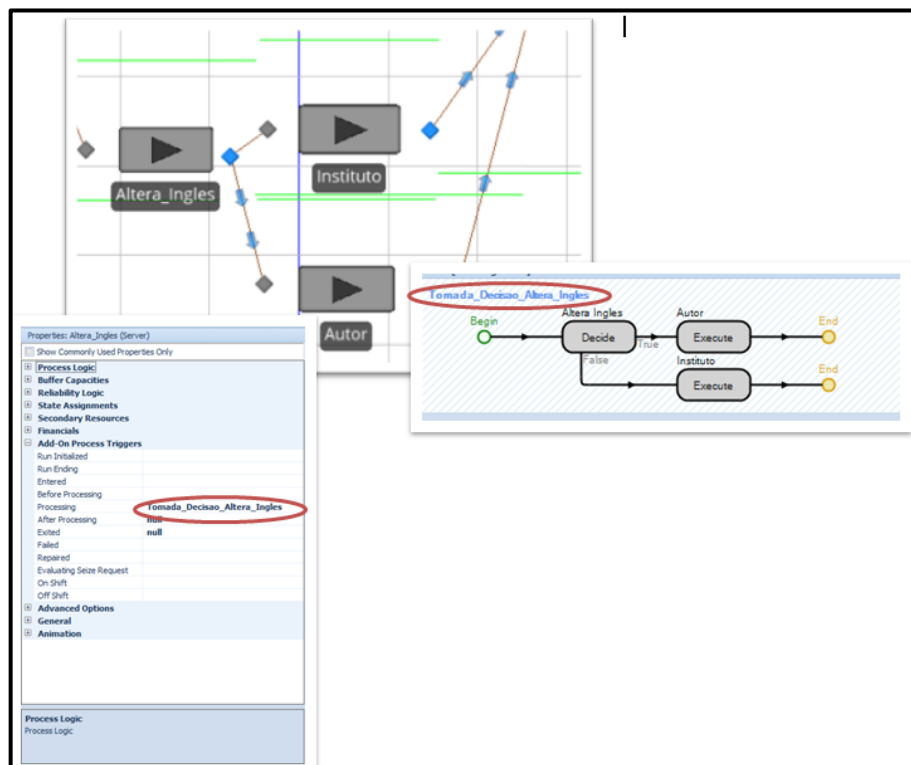 Altera_Ingles
Instituto
Autor
Tomada_Decisao_Altera_Ingles
Begin
Altera Ingles
Decide
True
False
Autor
Execute
End
Instituto
Execute
End
Properties: Altera_Ingles (Server)
Show Commonly Used Properties Only
Process Logic
Buffer Capacities
Reliability Logic
State Assignments
Secondary Resources
Financials
Add-On Process Triggers
Run Initialized
Run Ending
Entered
Before Processing
Processing Tomada_Decisao_Altera_Ingles
After Processing null
Exited null
Failed
Repaired
Evaluating Seize Request
On Shift
Off Shift
Advanced Options
General
Animation
Process Logic
Process Logic